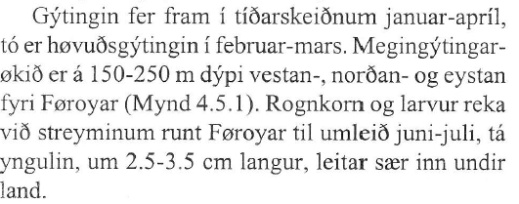 Gýtingin fer fram í tíðarskeiðnum januar-apríl,
tó er høvuðsgýtingin í februar-mars. Megingýtingar-
økið er á 150-250 m dýpi vestan-, norðan- og eystan
fyri Føroyar (Mynd 4.5.1). Rognkorn og larvur reka
við streyminum runt Føroyar til umleið juni-juli, tá
yngulin, um 2.5-3.5 cm langur, leitar sær inn undir
land.